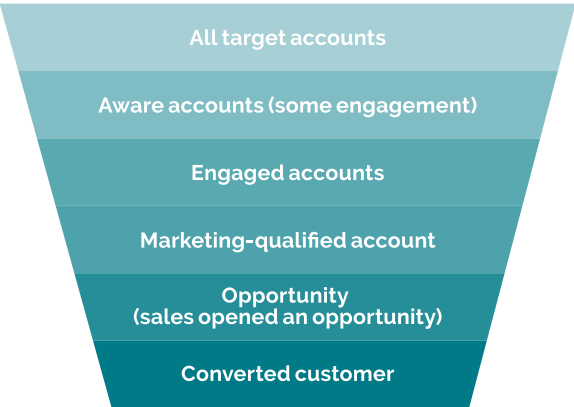 All target accounts
Aware accounts (some engagement)
Engaged accounts
Marketing-qualified account
Opportunity
(sales opened an opportunity)
Converted customer